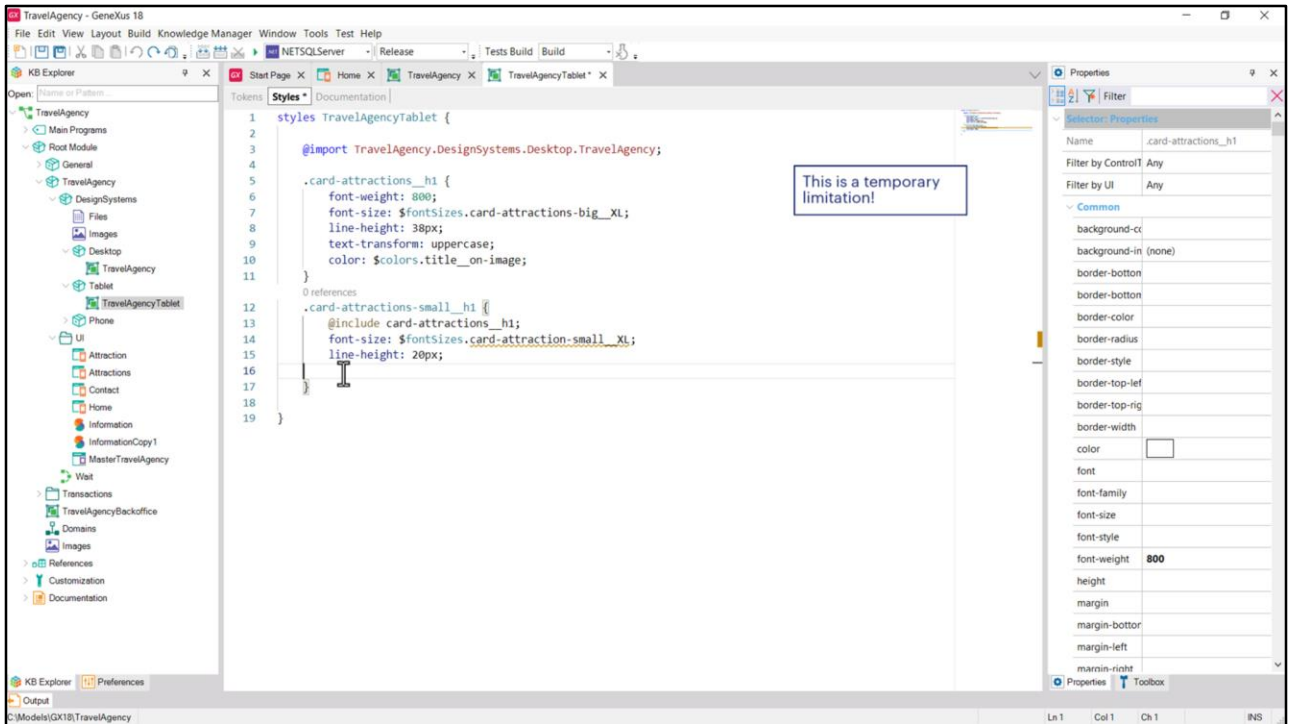 TravelAgency - GeneXus 18
File Edit View Layout Build Knowledge Manager Window Tools Test Help
NETSQLServer Release Tests Build Build
KB Explorer
Open: Name or Pattern...
TravelAgency
Main Programs
Root Module
General
TravelAgency
DesignSystems
Files
Images
Desktop
TravelAgency
Tablet
TravelAgencyTablet
Phone
UI
Attraction
Attractions
Contact
Home
Information
InformationCopy1
MasterTravelAgency
Wait
Transactions
TravelAgencyBackoffice
Domains
Images
References
Customization
Documentation
KB Explorer Preferences
Start Page Home TravelAgency TravelAgencyTablet *
Tokens Styles * Documentation
1 styles TravelAgencyTablet {
2
3 @import TravelAgency.DesignSystems.Desktop.TravelAgency;
4
5 .card-attractions__h1 {
6 font-weight: 800;
7 font-size: $fontSizes.card-attractions-big__XL;
8 line-height: 38px;
9 text-transform: uppercase;
10 color: $colors.title__on-image;
11 }
0 references
12 .card-attractions-small__h1 {
13 @include card-attractions__h1;
14 font-size: $fontSizes.card-attraction-small__XL;
15 line-height: 20px;
16
17 }
18
19 }
This is a temporary
limitation!
Properties
Filter
Selector: Properties
Name .card-attractions__h1
Filter by ControlT Any
Filter by UI Any
Common
background-co
background-in (none)
border-bottom
border-bottom
border-color
border-radius
border-style
border-top-lef
border-top-rig
border-width
color
font
font-family
font-size
font-style
font-weight 800
height
margin
margin-bottor
margin-left
margin-right
Properties Toolbox
Output
C:\Models\GX18\TravelAgency
Ln 1 Col 1 Ch 1 INS